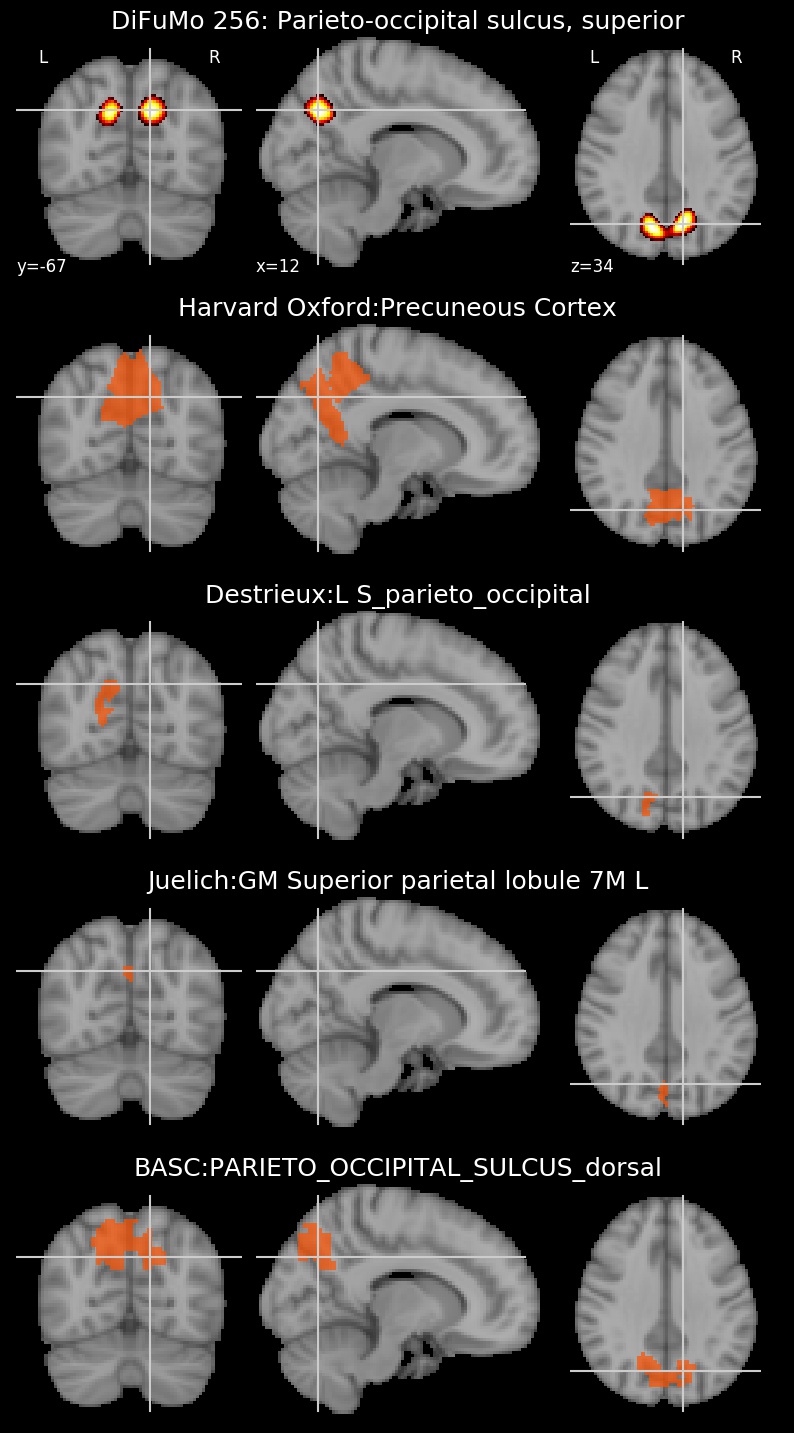 DiFuMo 256: Parieto-occipital sulcus, superior
L R L R
y=-67 x=12 z=34
Harvard Oxford:Precuneous Cortex
Destrieux:L S_parieto_occipital
Juelich:GM Superior parietal lobule 7M L
BASC:PARIETO_OCCIPITAL_SULCUS_dorsal